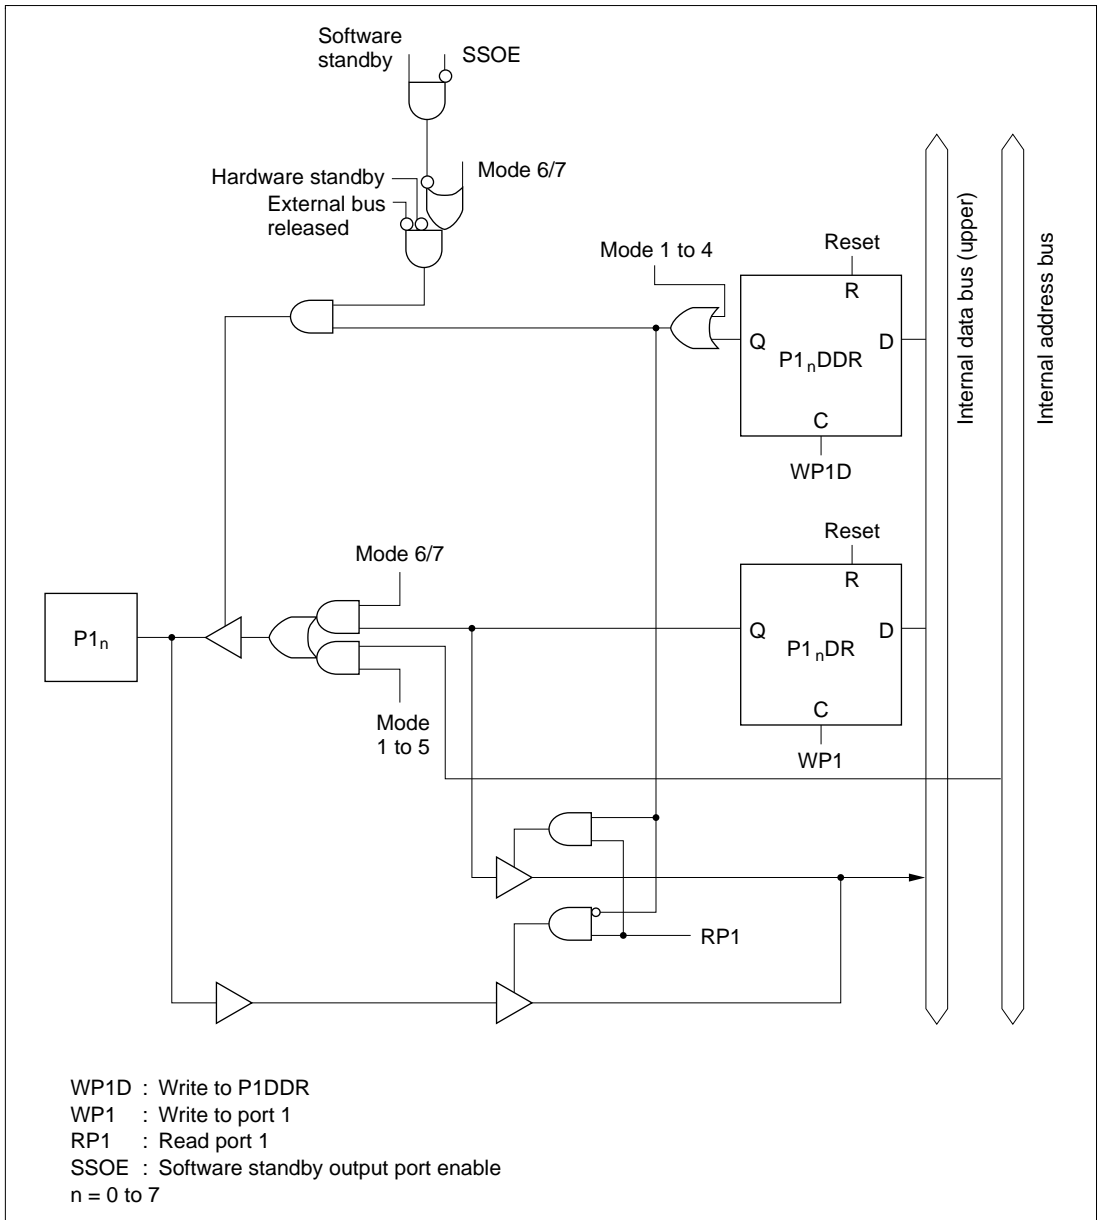 Software
standby
SSOE
Hardware standby
Mode 6/7
External bus
released
Mode 1 to 4
Reset
R
Q
D
P1nDDR
C
WP1D
Internal data bus (upper)
Internal address bus
Mode 6/7
Reset
R
P1n
Q
D
P1nDR
C
WP1
Mode
1 to 5
RP1
WP1D : Write to P1DDR
WP1 : Write to port 1
RP1 : Read port 1
SSOE : Software standby output port enable
n = 0 to 7